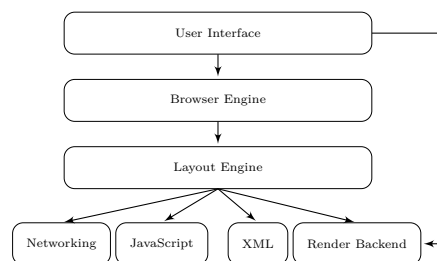 User Interface
Browser Engine
Layout Engine
Networking
JavaScript
XML
Render Backend